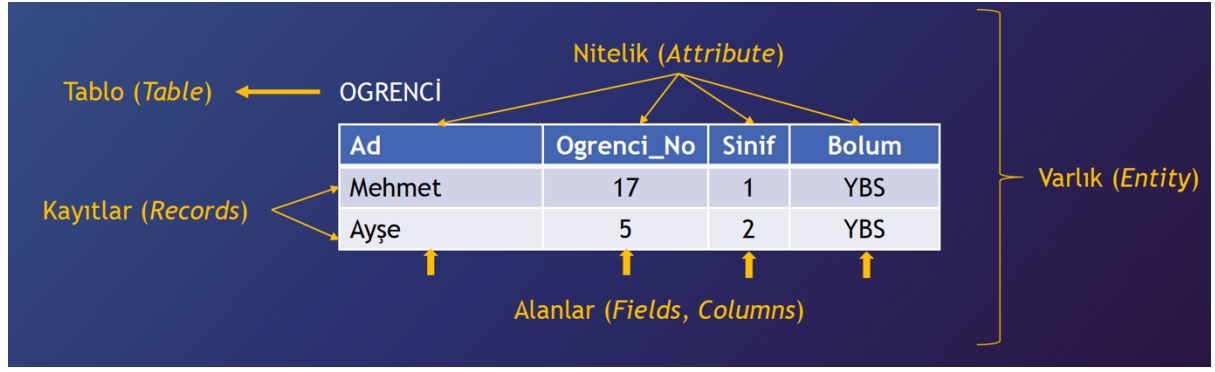 Nitelik (Attribute)
Tablo (Table)
OGRENCİ
Ad Ogrenci_No Sinif Bolum
Mehmet 17 1 YBS
Ayşe 5 2 YBS
Kayıtlar (Records)
Varlık (Entity)
Alanlar (Fields, Columns)